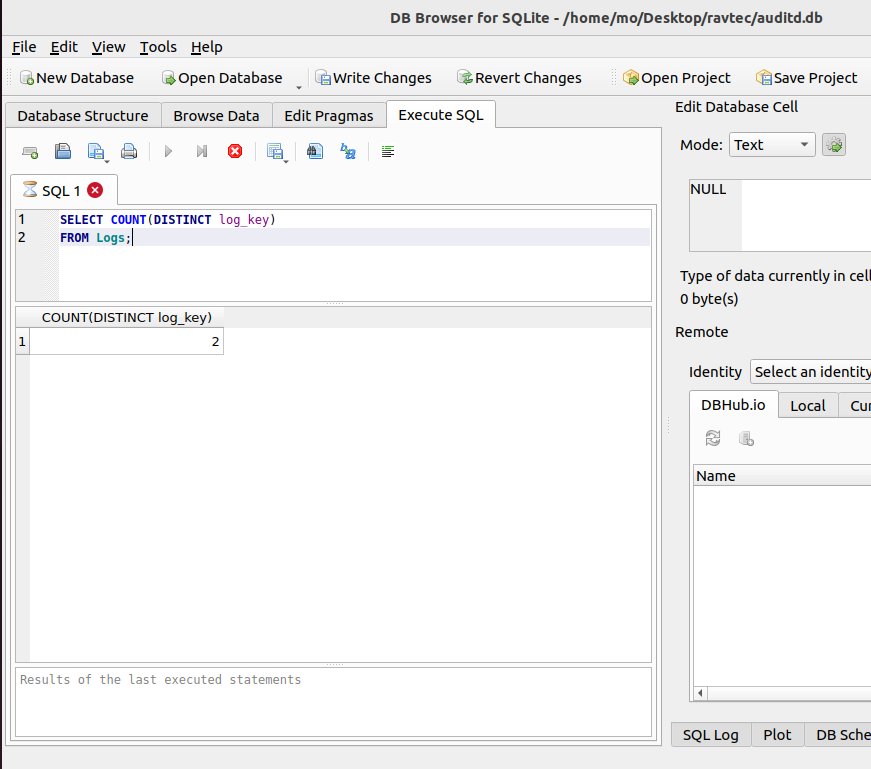 DB Browser for SQLite - /home/mo/Desktop/ravtec/auditd.db
File Edit View Tools Help
New Database Open Database Write Changes Revert Changes Open Project Save Project
Database Structure Browse Data Edit Pragmas Execute SQL
SQL 1
1 SELECT COUNT(DISTINCT log_key)
2 FROM Logs;
COUNT(DISTINCT log_key)
1 2
Results of the last executed statements
Edit Database Cell
Mode: Text
NULL
Type of data currently in cell
0 byte(s)
Remote
Identity Select an identity
DBHub.io Local Cur
Name
SQL Log Plot DB Sche